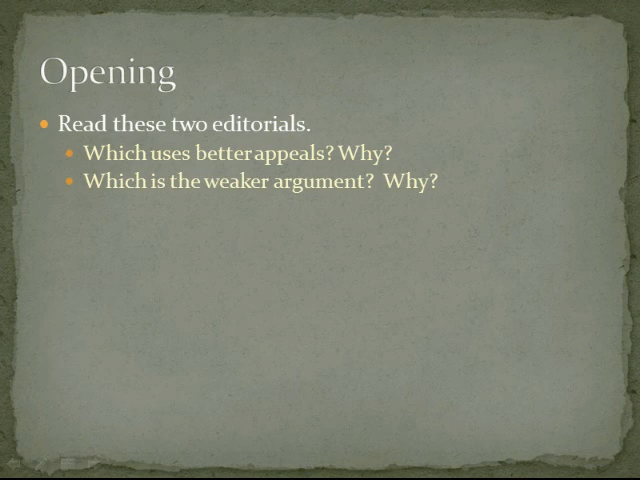 Opening
Read these two editorials.
Which uses better appeals? Why?
Which is the weaker argument?  Why?